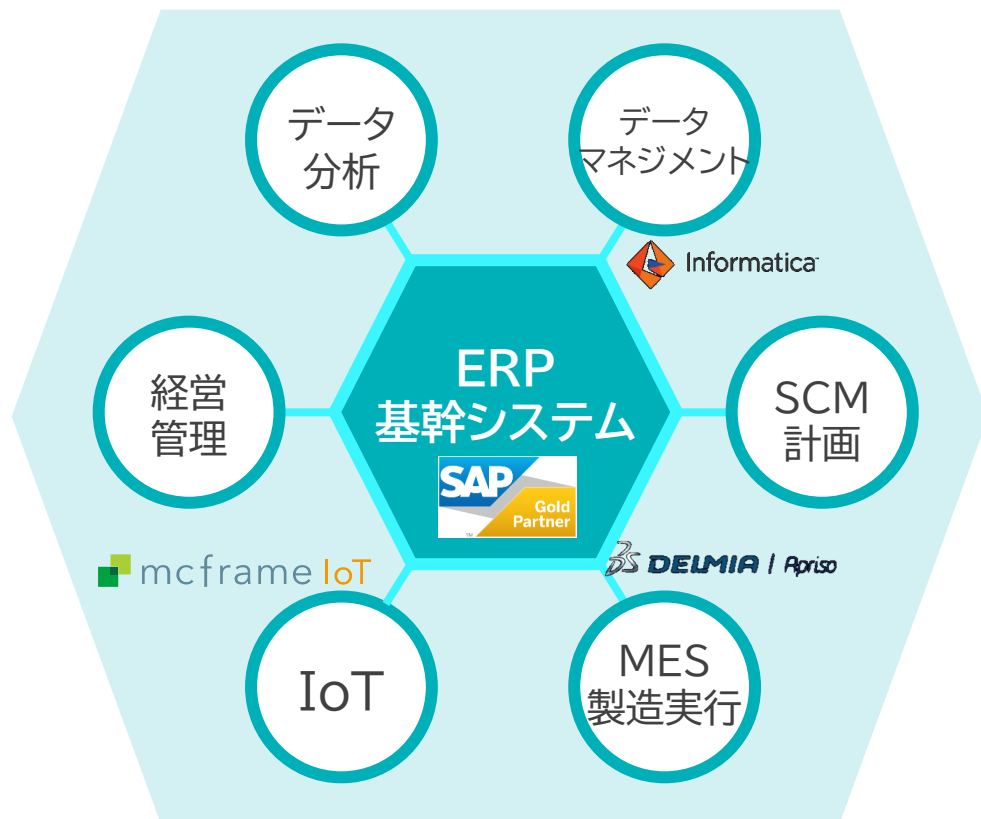 データ
分析
データ
マネジメント
Informatica
経営
管理
ERP
基幹システム
SAP
Gold
Partner
SCM
計画
mcframe IoT
DELMIA | Apriso
IoT
MES
製造実行